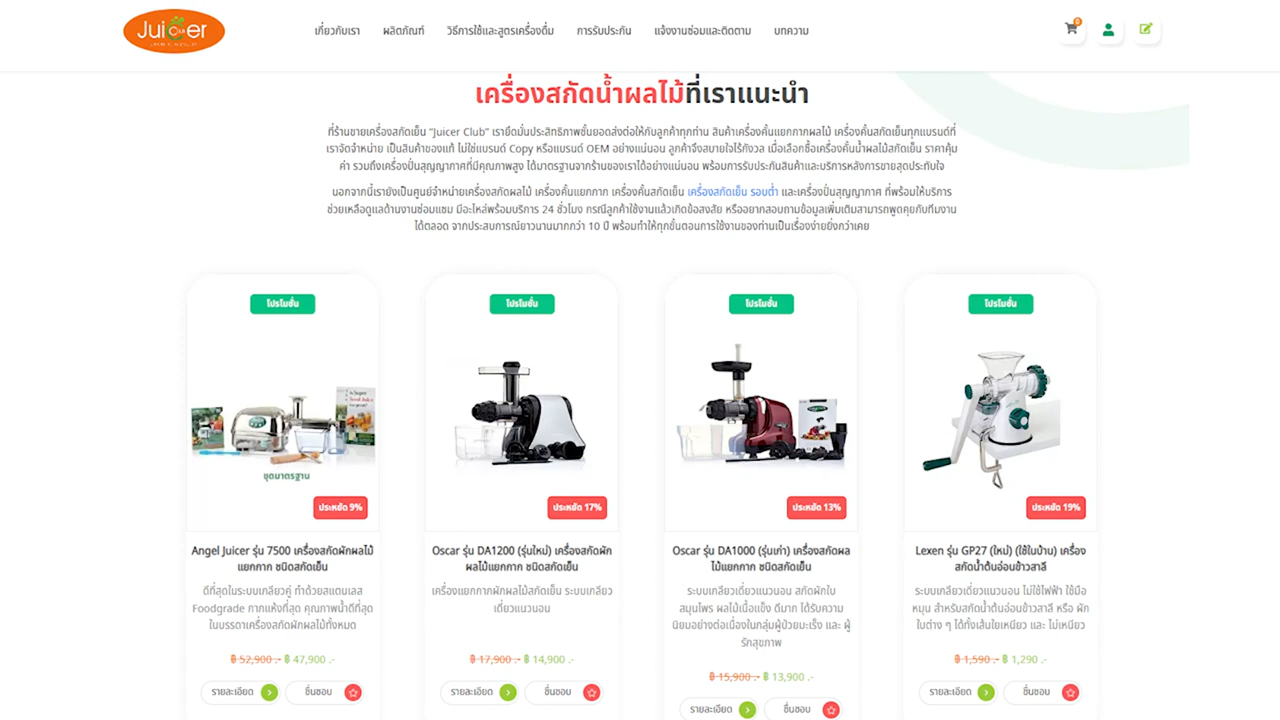 Juicer
CLUB
0
เกี่ยวกับเรา ผลิตภัณฑ์ วิธีการใช้และสูตรเครื่องดื่ม การรับประกัน แจ้งงานซ่อมและติดตาม บทความ
เครื่องสกัดน้ำผลไม้ที่เราแนะนำ
ที่ร้านขายเครื่องสกัดเย็น “Juicer Club” เรายึดมั่นประสิทธิภาพชั้นยอดส่งต่อให้กับลูกค้าทุกท่าน สินค้าเครื่องคั้นแยกกากผลไม้ เครื่องคั้นสกัดเย็นทุกแบรนด์ที่
เราจัดจำหน่าย เป็นสินค้าของแท้ ไม่ใช่แบรนด์ Copy หรือแบรนด์ OEM อย่างแน่นอน ลูกค้าจึงสบายใจไร้กังวล เมื่อเลือกซื้อเครื่องคั้นน้ำผลไม้สกัดเย็น ราคาคุ้ม
ค่า รวมถึงเครื่องปั่นสุญญากาศที่มีคุณภาพสูง ได้มาตรฐานจากร้านของเราได้อย่างแน่นอน พร้อมการรับประกันสินค้าและบริการหลังการขายสุดประทับใจ
นอกจากนี้เรายังเป็นศูนย์จำหน่ายเครื่องสกัดผลไม้ เครื่องคั้นแยกกาก เครื่องคั้นสกัดเย็น เครื่องสกัดเย็น รอบต่ำ และเครื่องปั่นสุญญากาศ ที่พร้อมให้บริการ
ช่วยเหลือดูแลด้านงานซ่อมแซม มีอะไหล่พร้อมบริการ 24 ชั่วโมง กรณีลูกค้าใช้งานแล้วเกิดข้อสงสัย หรืออยากสอบถามข้อมูลเพิ่มเติมสามารถพูดคุยกับทีมงาน
ได้ตลอด จากประสบการณ์ยาวนานมากกว่า 10 ปี พร้อมทำให้ทุกขั้นตอนการใช้งานของท่านเป็นเรื่องง่ายยิ่งกว่าเคย
โปรโมชั่น
ชุดมาตรฐาน
ประหยัด 9%
Angel Juicer รุ่น 7500 เครื่องสกัดผักผลไม้
แยกกาก ชนิดสกัดเย็น
ดีที่สุดในระบบเกลียวคู่ ทำด้วยสแตนเลส
Foodgrade กากแห้งที่สุด คุณภาพน้ำดีที่สุด
ในบรรดาเครื่องสกัดผักผลไม้ทั้งหมด
฿ 52,900 .- ฿ 47,900 .-
รายละเอียด ชื่นชอบ
โปรโมชั่น
ประหยัด 17%
Oscar รุ่น DA1200 (รุ่นใหม่) เครื่องสกัดผัก
ผลไม้แยกกาก ชนิดสกัดเย็น
เครื่องแยกกากผักผลไม้สกัดเย็น ระบบเกลียว
เดี่ยวแนวนอน
฿ 17,900 .- ฿ 14,900 .-
รายละเอียด ชื่นชอบ
โปรโมชั่น
ประหยัด 13%
Oscar รุ่น DA1000 (รุ่นเก่า) เครื่องสกัดผล
ไม้แยกกาก ชนิดสกัดเย็น
ระบบเกลียวเดี่ยวแนวนอน สกัดผักใบ
สมุนไพร ผลไม้เนื้อแข็ง ดีมาก ได้รับความ
นิยมอย่างต่อเนื่องในกลุ่มผู้ป่วยมะเร็ง และ ผู้
รักสุขภาพ
฿ 15,900 .- ฿ 13,900 .-
รายละเอียด ชื่นชอบ
โปรโมชั่น
ประหยัด 19%
Lexen รุ่น GP27 (ใหม่) (ใช้ในบ้าน) เครื่อง
สกัดน้ำต้นอ่อนข้าวสาลี
ระบบเกลียวเดี่ยวแนวนอน ไม่ใช้ไฟฟ้า ใช้มือ
หมุน สำหรับสกัดน้ำต้นอ่อนข้าวสาลี หรือ ผัก
ใบต่าง ๆ ได้ทั้งเส้นใยเหนียว และ ไม่เหนียว
฿ 1,590 .- ฿ 1,290 .-
รายละเอียด ชื่นชอบ